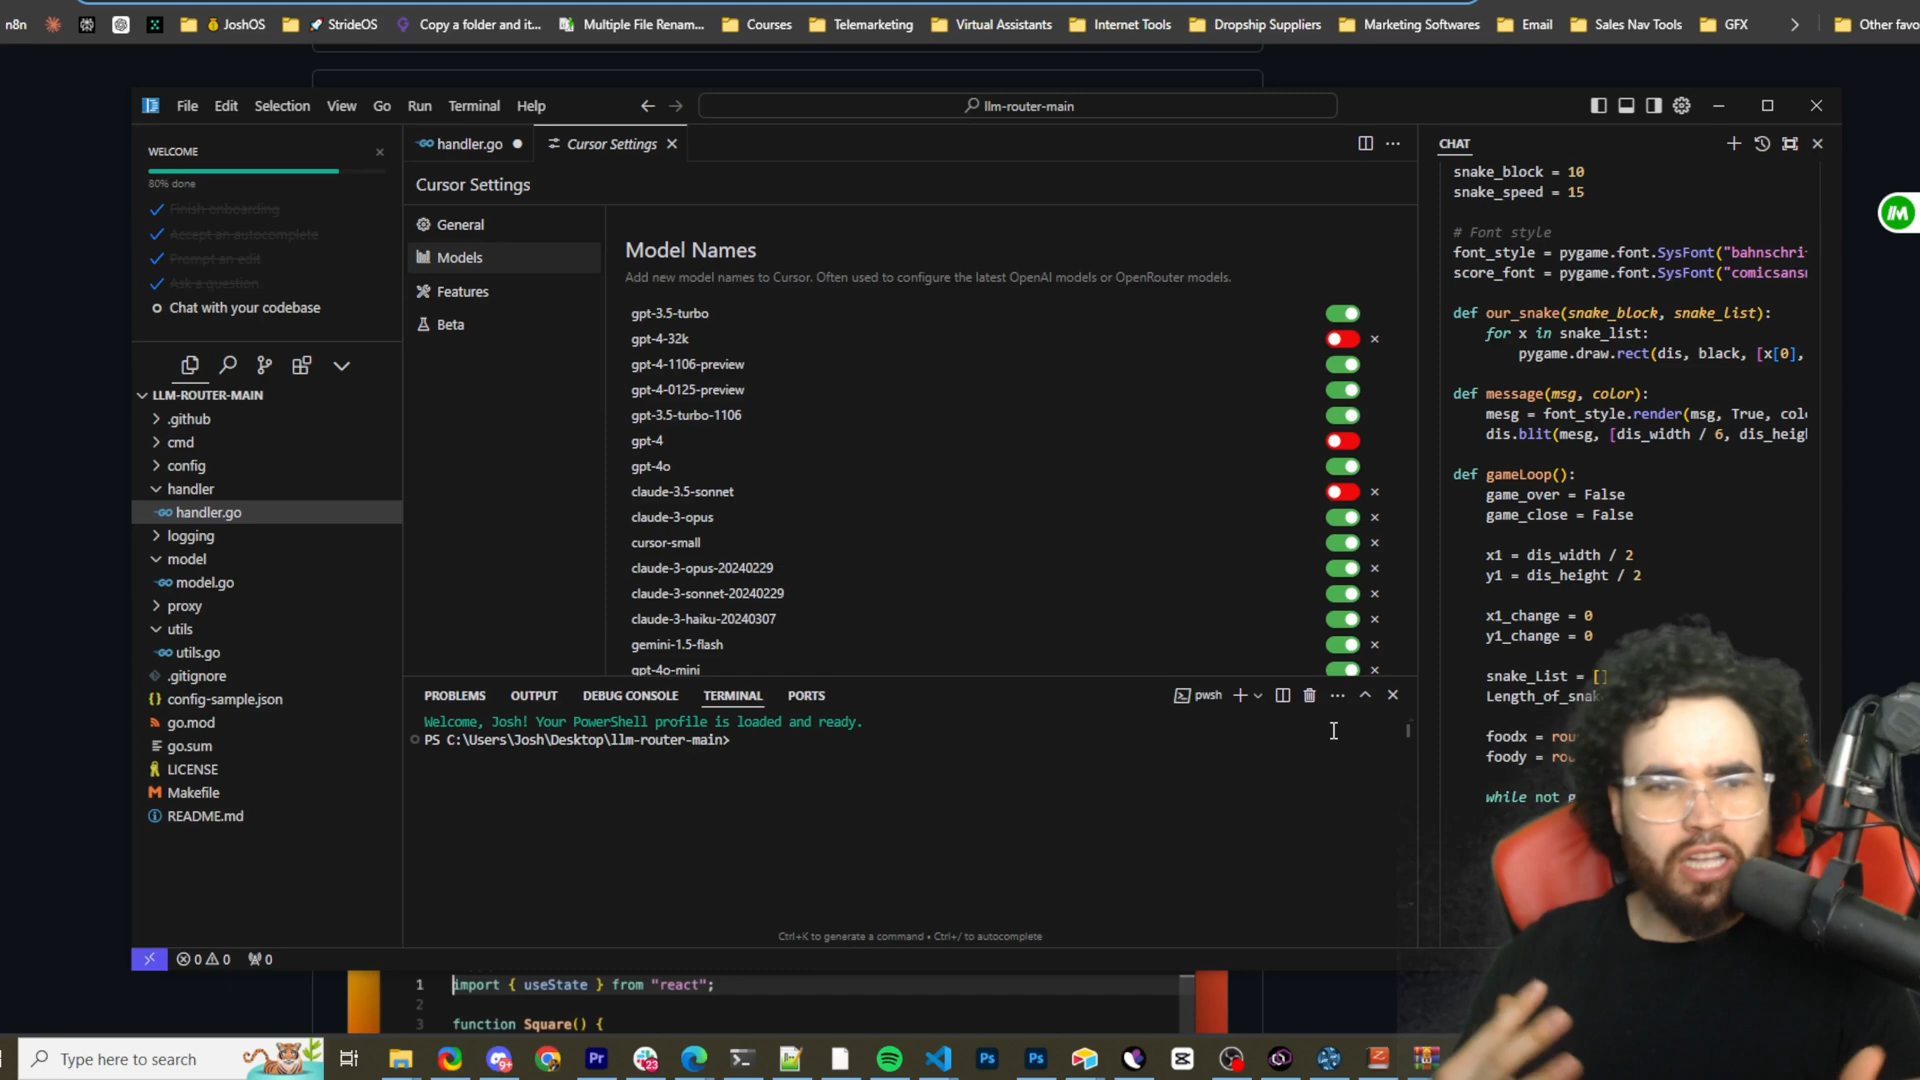 n8n
JoshOS
StrideOS
Copy a folder and it...
Multiple File Renam...
Courses
Telemarketing
Virtual Assistants
Internet Tools
Dropship Suppliers
Marketing Softwares
Email
Sales Nav Tools
GFX
Other favo
File Edit Selection View Go Run Terminal Help
llm-router-main
WELCOME
80% done
Finish onboarding
Accept an autocomplete
Prompt an edit
Ask a question
Chat with your codebase
LLM-ROUTER-MAIN
.github
cmd
config
handler
handler.go
logging
model
model.go
proxy
utils
utils.go
.gitignore
config-sample.json
go.mod
go.sum
LICENSE
Makefile
README.md
handler.go
Cursor Settings
Cursor Settings
General
Models
Features
Beta
Model Names
Add new model names to Cursor. Often used to configure the latest OpenAI models or OpenRouter models.
gpt-3.5-turbo
gpt-4-32k
gpt-4-1106-preview
gpt-4-0125-preview
gpt-3.5-turbo-1106
gpt-4
gpt-4o
claude-3.5-sonnet
claude-3-opus
cursor-small
claude-3-opus-20240229
claude-3-sonnet-20240229
claude-3-haiku-20240307
gemini-1.5-flash
gpt-4o-mini
PROBLEMS OUTPUT DEBUG CONSOLE TERMINAL PORTS
pwsh
Welcome, Josh! Your PowerShell profile is loaded and ready.
PS C:\Users\Josh\Desktop\llm-router-main>
Ctrl+K to generate a command • Ctrl+/ to autocomplete
CHAT
snake_block = 10
snake_speed = 15
# Font style
font_style = pygame.font.SysFont("bahnschri
score_font = pygame.font.SysFont("comicsans
def our_snake(snake_block, snake_list):
for x in snake_list:
pygame.draw.rect(dis, black, [x[0],
def message(msg, color):
mesg = font_style.render(msg, True, col
dis.blit(mesg, [dis_width / 6, dis_heig
def gameLoop():
game_over = False
game_close = False
x1 = dis_width / 2
y1 = dis_height / 2
x1_change = 0
y1_change = 0
snake_List = []
Length_of_sna
foodx = rou
foody = rou
while not
0 0
0
1 import { useState } from "react";
2
3 function Square() {
Type here to search
23